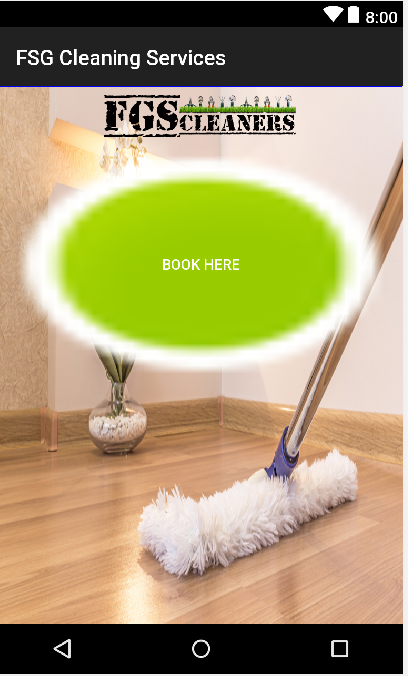 8:00
FSG Cleaning Services
FGS CLEANERS
BOOK HERE